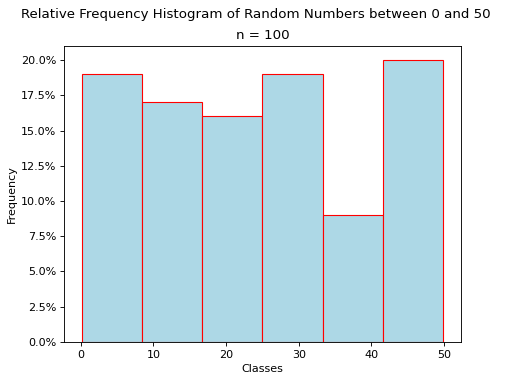 Relative Frequency Histogram of Random Numbers between 0 and 50
n = 100
20.0%
17.5%
15.0%
12.5%
10.0%
7.5%
5.0%
2.5%
0.0%
Frequency
0 10 20 30 40 50
Classes